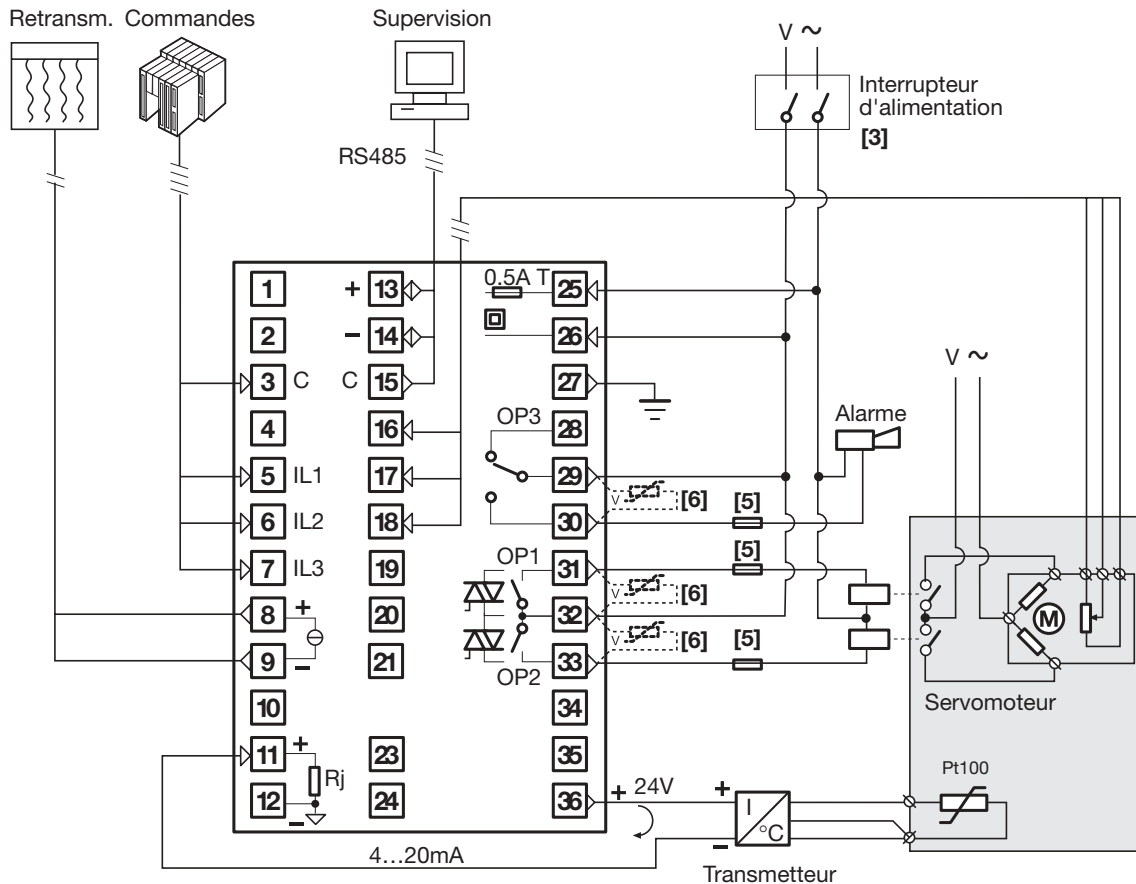 Retransm. Commandes Supervision
V ~
Interrupteur
d'alimentation
[3]
RS485
1 + 13 0.5A T 25
2 - 14 26
3 C C 15 27
V ~
Alarme
4 16 OP3 28
5 IL1 17 29
V [6] [5]
6 IL2 18 30
7 IL3 19 OP1 31 [5]
V [6]
8 + 20 32
V [6] [5]
9 - 21 OP2 33
M
Servomoteur
10 34
11 + 23 35
Rj
12 - 24 36 + 24V + -
I
°C
Pt100
4...20mA
Transmetteur